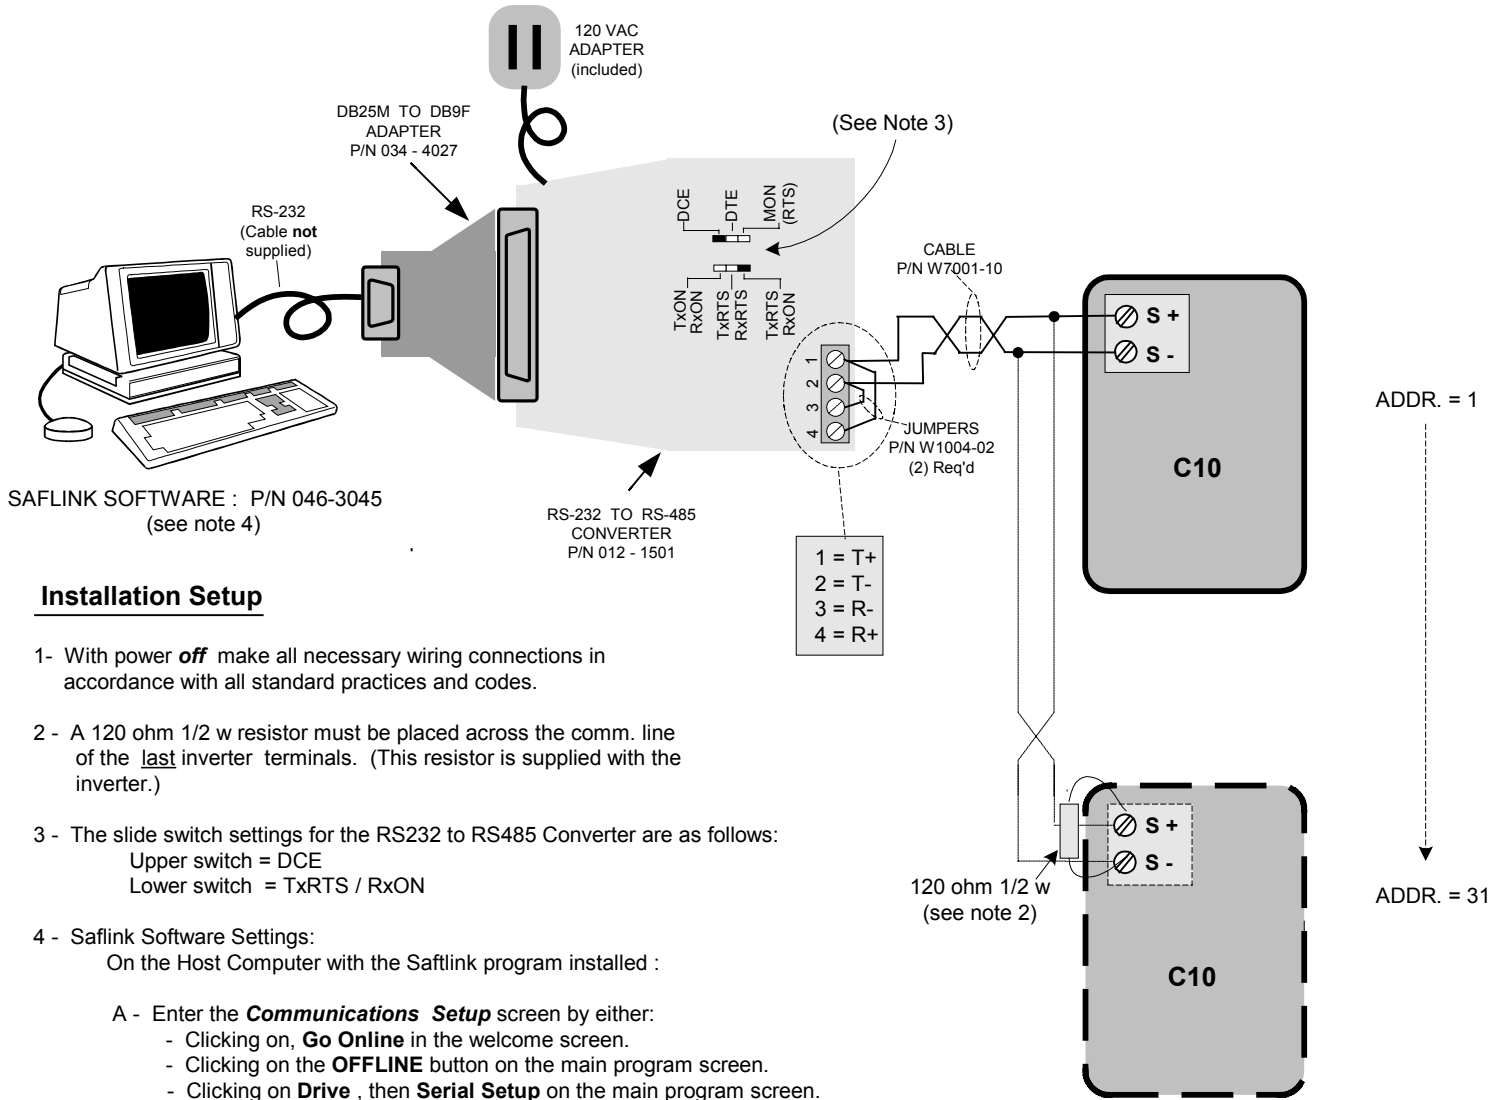 120 VAC
ADAPTER
(included)
DB25M TO DB9F
ADAPTER
P/N 034 - 4027
(See Note 3)
DCE
DTE
MON
(RTS)
RS-232
(Cable not
supplied)
TxON
RxON
TxRTS
RxRTS
TxRTS
RxON
CABLE
P/N W7001-10
S +
S -
1
2
3
4
JUMPERS
P/N W1004-02
(2) Req'd
C10
ADDR. = 1
SAFLINK SOFTWARE : P/N 046-3045
(see note 4)
RS-232 TO RS-485
CONVERTER
P/N 012 - 1501
1 = T+
2 = T-
3 = R-
4 = R+
Installation Setup
1- With power off make all necessary wiring connections in
accordance with all standard practices and codes.
2 - A 120 ohm 1/2 w resistor must be placed across the comm. line
of the last inverter terminals. (This resistor is supplied with the
inverter.)
3 - The slide switch settings for the RS232 to RS485 Converter are as follows:
Upper switch = DCE
Lower switch = TxRTS / RxON
4 - Saflink Software Settings:
On the Host Computer with the Saftlink program installed :
A - Enter the Communications Setup screen by either:
- Clicking on, Go Online in the welcome screen.
- Clicking on the OFFLINE button on the main program screen.
- Clicking on Drive , then Serial Setup on the main program screen.
S +
S -
120 ohm 1/2 w
(see note 2)
C10
ADDR. = 31